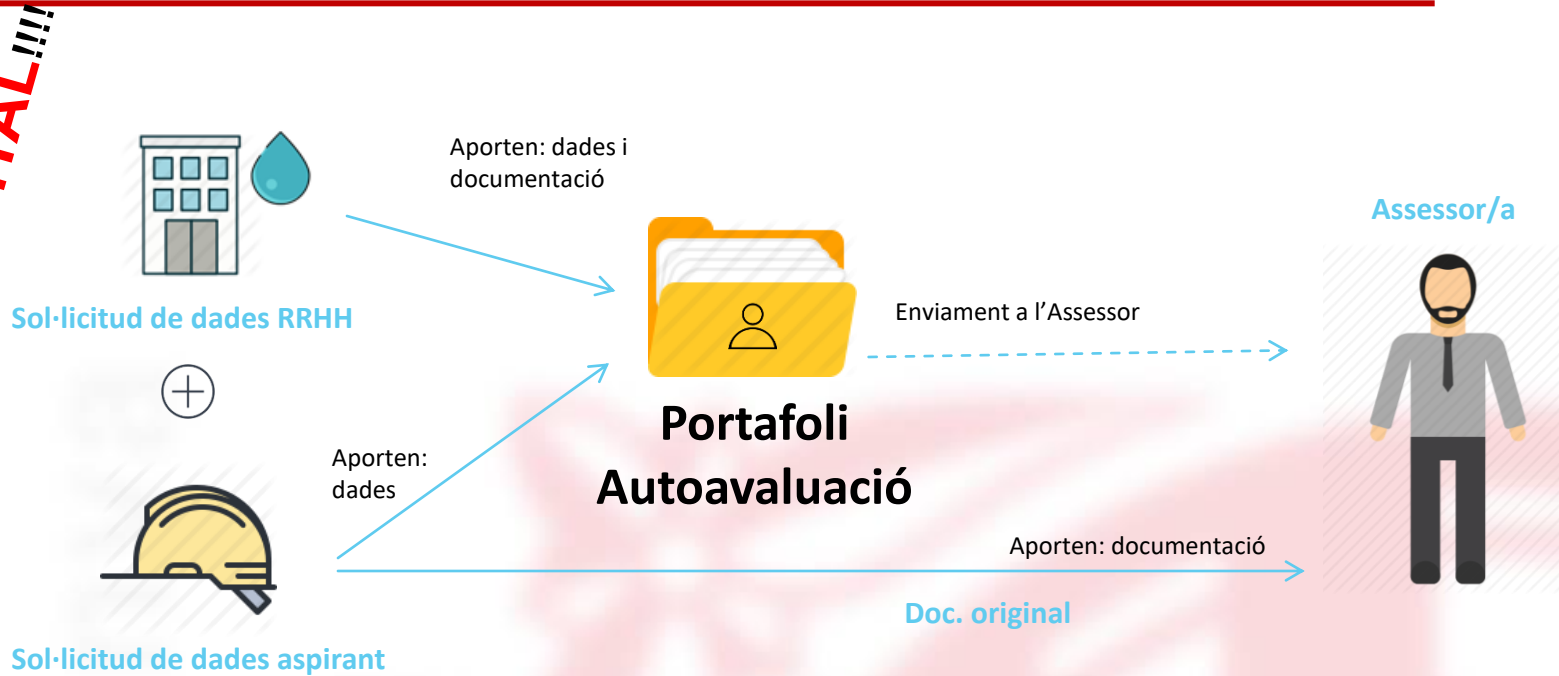 Aporten: dades i
documentació
Assessor/a
Sol·licitud de dades RRHH
Enviament a l’Assessor
Portafoli
Autoavaluació
Aporten:
dades
Aporten: documentació
Doc. original
Sol·licitud de dades aspirant